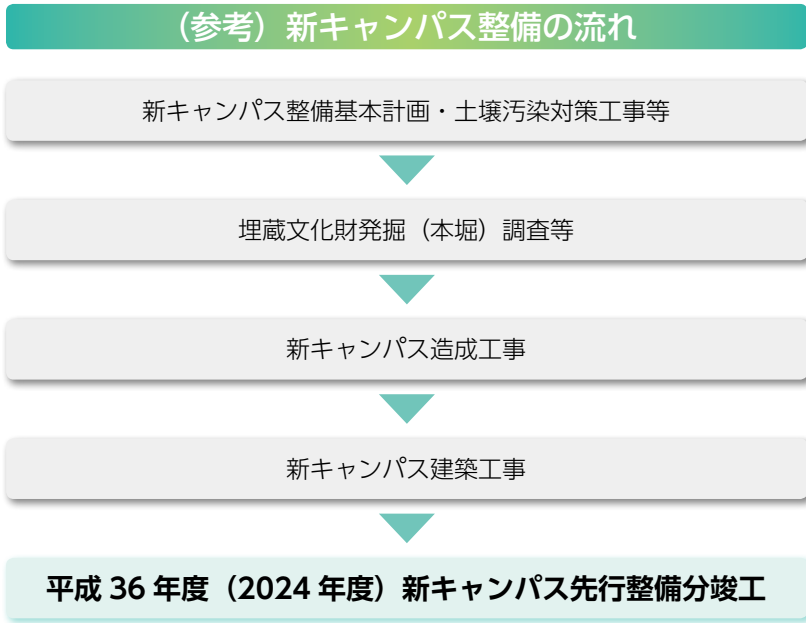 （参考）新キャンパス整備の流れ
新キャンパス整備基本計画・土壌汚染対策工事等
埋蔵文化財発掘（本堀）調査等
新キャンパス造成工事
新キャンパス建築工事
平成 36 年度（2024 年度）新キャンパス先行整備分竣工